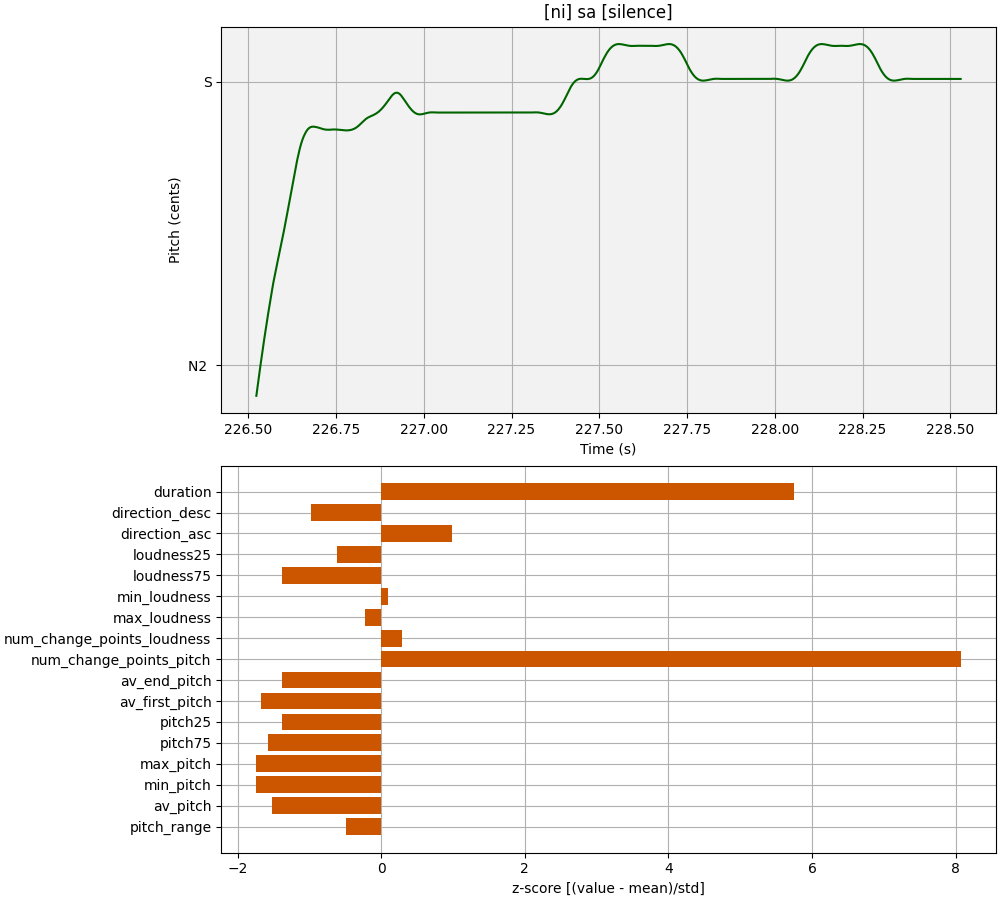 [ni] sa [silence]
S
N2
Pitch (cents)
226.50 226.75 227.00 227.25 227.50 227.75 228.00 228.25 228.50
Time (s)
duration
direction_desc
direction_asc
loudness25
loudness75
min_loudness
max_loudness
num_change_points_loudness
num_change_points_pitch
av_end_pitch
av_first_pitch
pitch25
pitch75
max_pitch
min_pitch
av_pitch
pitch_range
−2 0 2 4 6 8
z-score [(value - mean)/std]